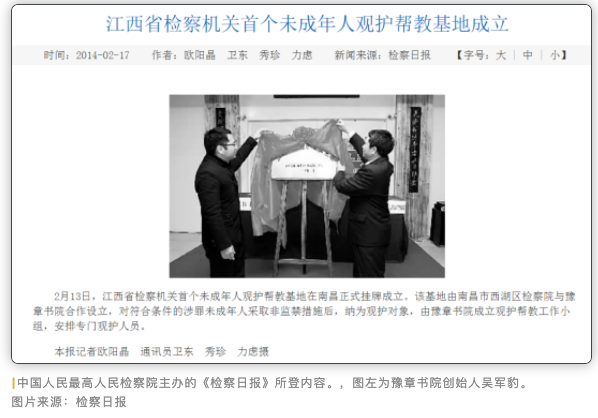 江西省检察机关首个未成年人观护帮教基地成立
时间：2014-02-17 作者：欧阳晶 卫东 秀珍 力虑 新闻来源：检察日报 【字号：大 | 中 | 小】
2月13日，江西省检察机关首个未成年人观护帮教基地在南昌正式挂牌成立。该基地由南昌市西湖区检察院与豫
章书院合作设立，对符合条件的涉罪未成年人采取非监禁措施后，纳为观护对象，由豫章书院成立观护帮教工作小
组，安排专门观护人员。
本报记者欧阳晶 通讯员卫东 秀珍 力虑摄
中国人民最高人民检察院主办的《检察日报》所登内容。，图左为豫章书院创始人吴军豹。
图片来源：检察日报